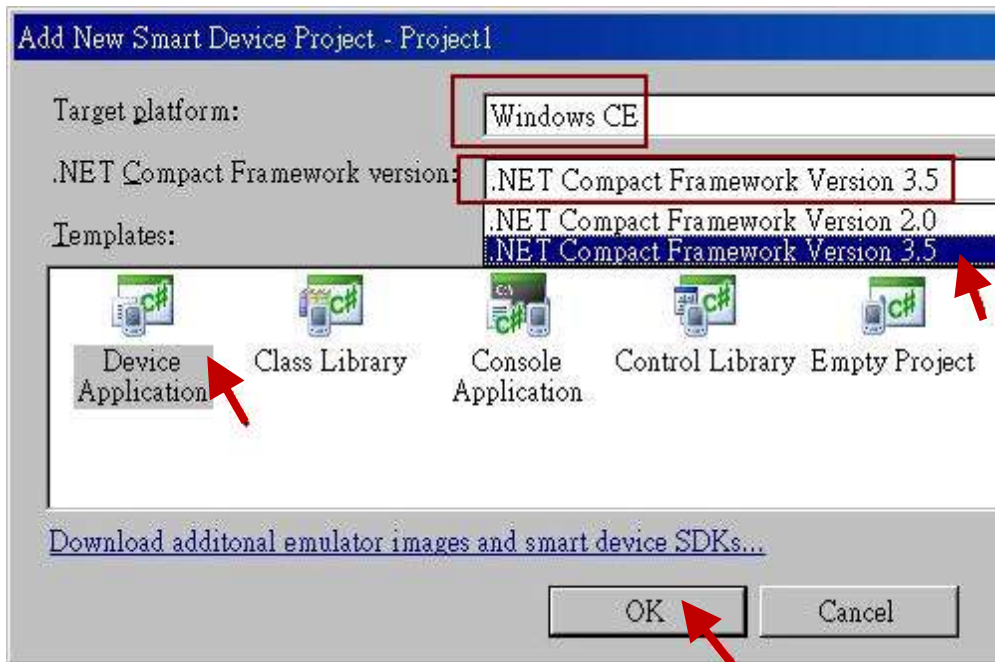 Add New Smart Device Project - Project1
Target platform:
Windows CE
.NET Compact Framework version:
.NET Compact Framework Version 3.5
.NET Compact Framework Version 2.0
.NET Compact Framework Version 3.5
Templates:
C#
C#
C:\
C#
C#
C#
Device
Application
Class Library
Console
Application
Control Library
Empty Project
Download additonal emulator images and smart device SDKs...
OK
Cancel